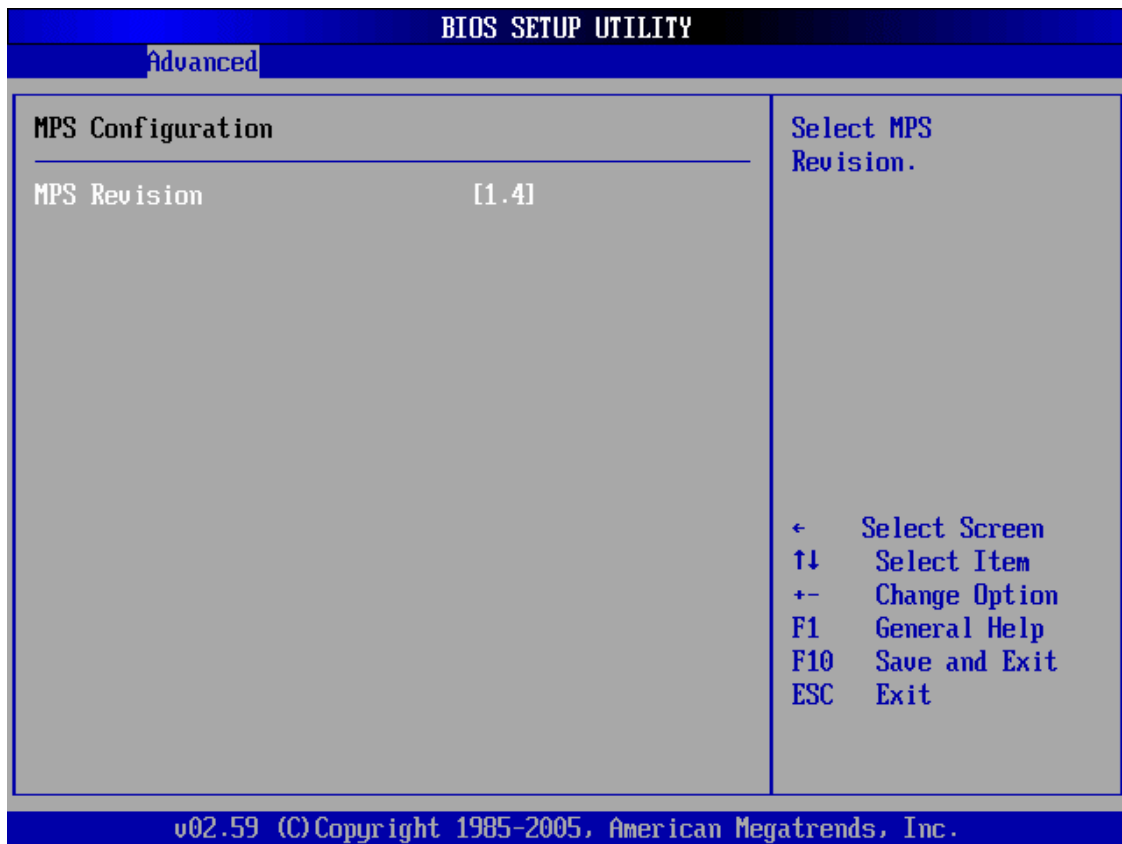 BIOS SETUP UTILITY
Advanced
MPS Configuration
MPS Revision [1.4]
Select MPS
Revision.
← Select Screen
↑↓ Select Item
+- Change Option
F1 General Help
F10 Save and Exit
ESC Exit
v02.59 (C)Copyright 1985-2005, American Megatrends, Inc.